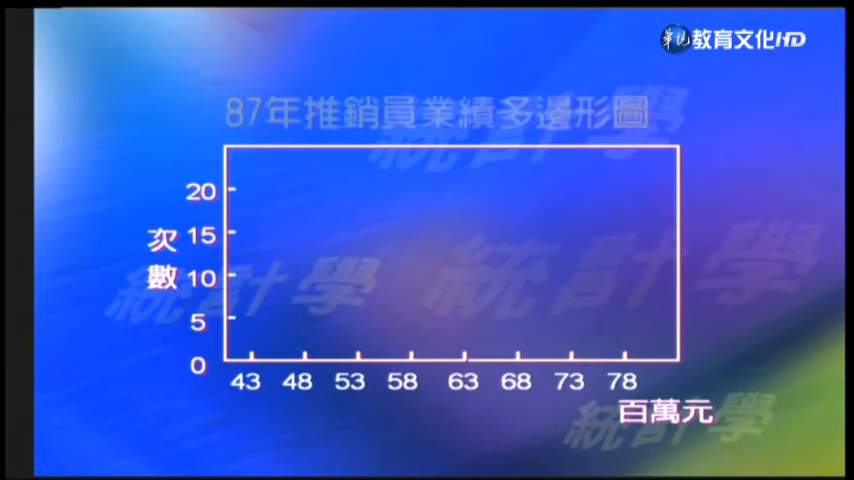 華視 教育文化HD
87年推銷員業績多邊形圖
統計學
20
次 15
數 10
統計學 統計學
5
0
43 48 53 58 63 68 73 78
百萬元
統計學